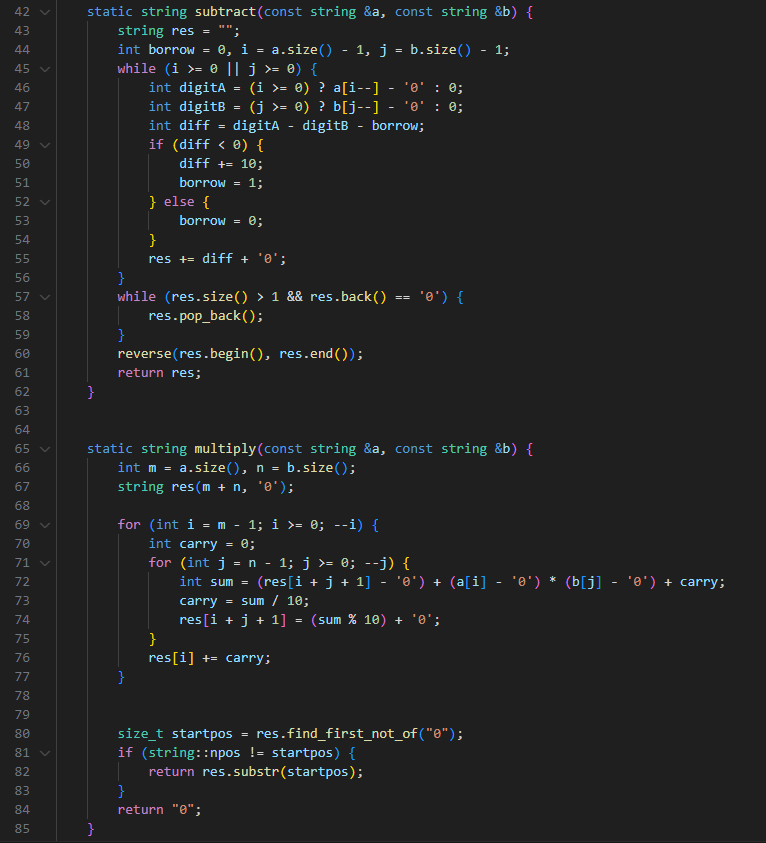 42 static string subtract(const string &a, const string &b) {
43 string res = "";
44 int borrow = 0, i = a.size() - 1, j = b.size() - 1;
45 while (i >= 0 || j >= 0) {
46 int digitA = (i >= 0) ? a[i--] - '0' : 0;
47 int digitB = (j >= 0) ? b[j--] - '0' : 0;
48 int diff = digitA - digitB - borrow;
49 if (diff < 0) {
50 diff += 10;
51 borrow = 1;
52 } else {
53 borrow = 0;
54 }
55 res += diff + '0';
56 }
57 while (res.size() > 1 && res.back() == '0') {
58 res.pop_back();
59 }
60 reverse(res.begin(), res.end());
61 return res;
62 }
63
64
65 static string multiply(const string &a, const string &b) {
66 int m = a.size(), n = b.size();
67 string res(m + n, '0');
68
69 for (int i = m - 1; i >= 0; --i) {
70 int carry = 0;
71 for (int j = n - 1; j >= 0; --j) {
72 int sum = (res[i + j + 1] - '0') + (a[i] - '0') * (b[j] - '0') + carry;
73 carry = sum / 10;
74 res[i + j + 1] = (sum % 10) + '0';
75 }
76 res[i] += carry;
77 }
78
79
80 size_t startpos = res.find_first_not_of("0");
81 if (string::npos != startpos) {
82 return res.substr(startpos);
83 }
84 return "0";
85 }